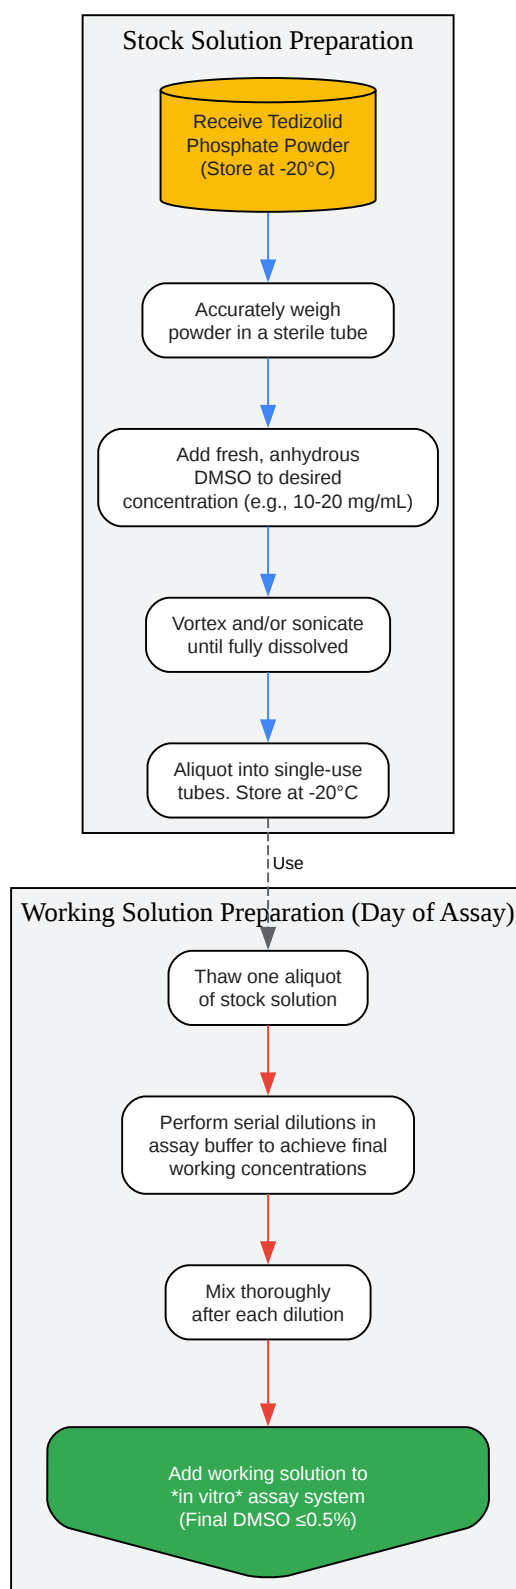 Stock Solution Preparation
Receive Tedizolid
Phosphate Powder
(Store at -20°C)
Accurately weigh
powder in a sterile tube
Add fresh, anhydrous
DMSO to desired
concentration (e.g., 10-20 mg/mL)
Vortex and/or sonicate
until fully dissolved
Aliquot into single-use
tubes. Store at -20°C
Use
Working Solution Preparation (Day of Assay)
Thaw one aliquot
of stock solution
Perform serial dilutions in
assay buffer to achieve final
working concentrations
Mix thoroughly
after each dilution
Add working solution to
*in vitro* assay system
(Final DMSO ≤0.5%)